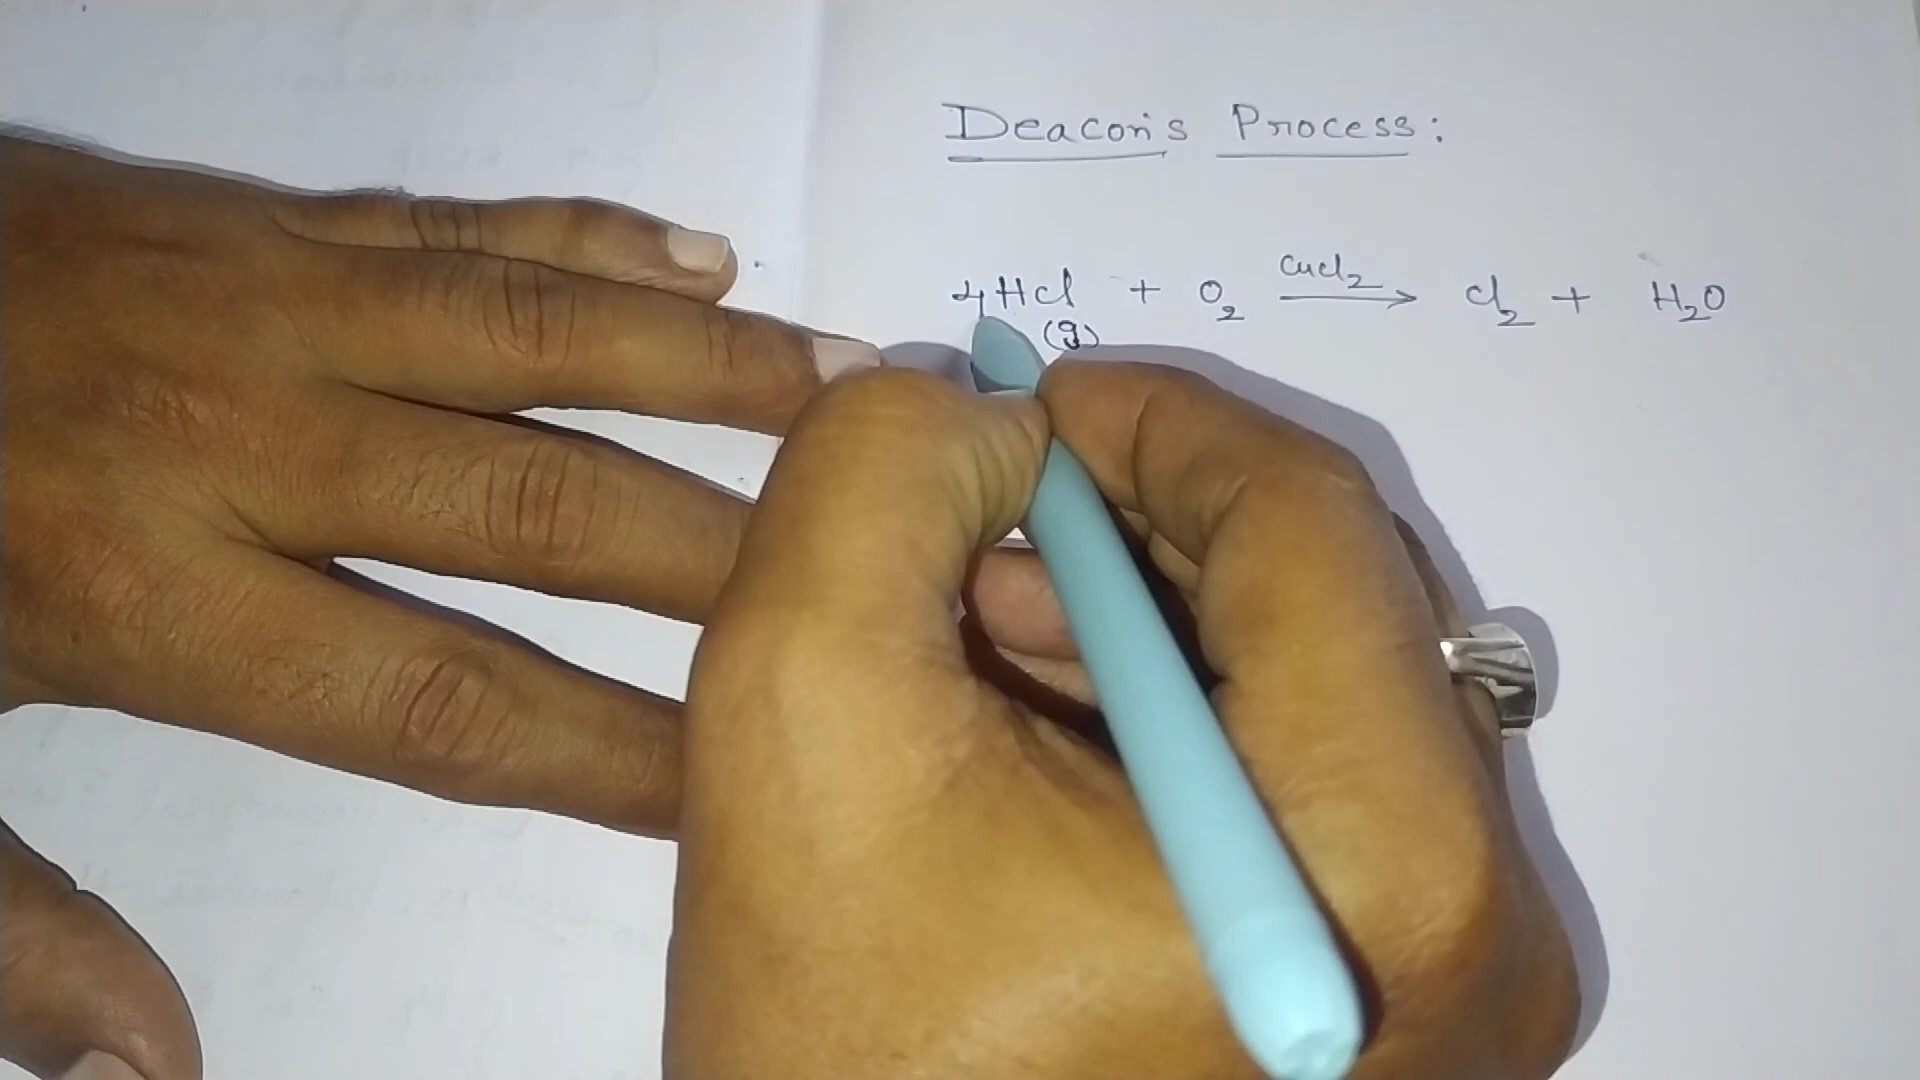 Deacon's Process:
CuCl₂
4HCl + O₂ ⟶ Cl₂ + H₂O
(g)